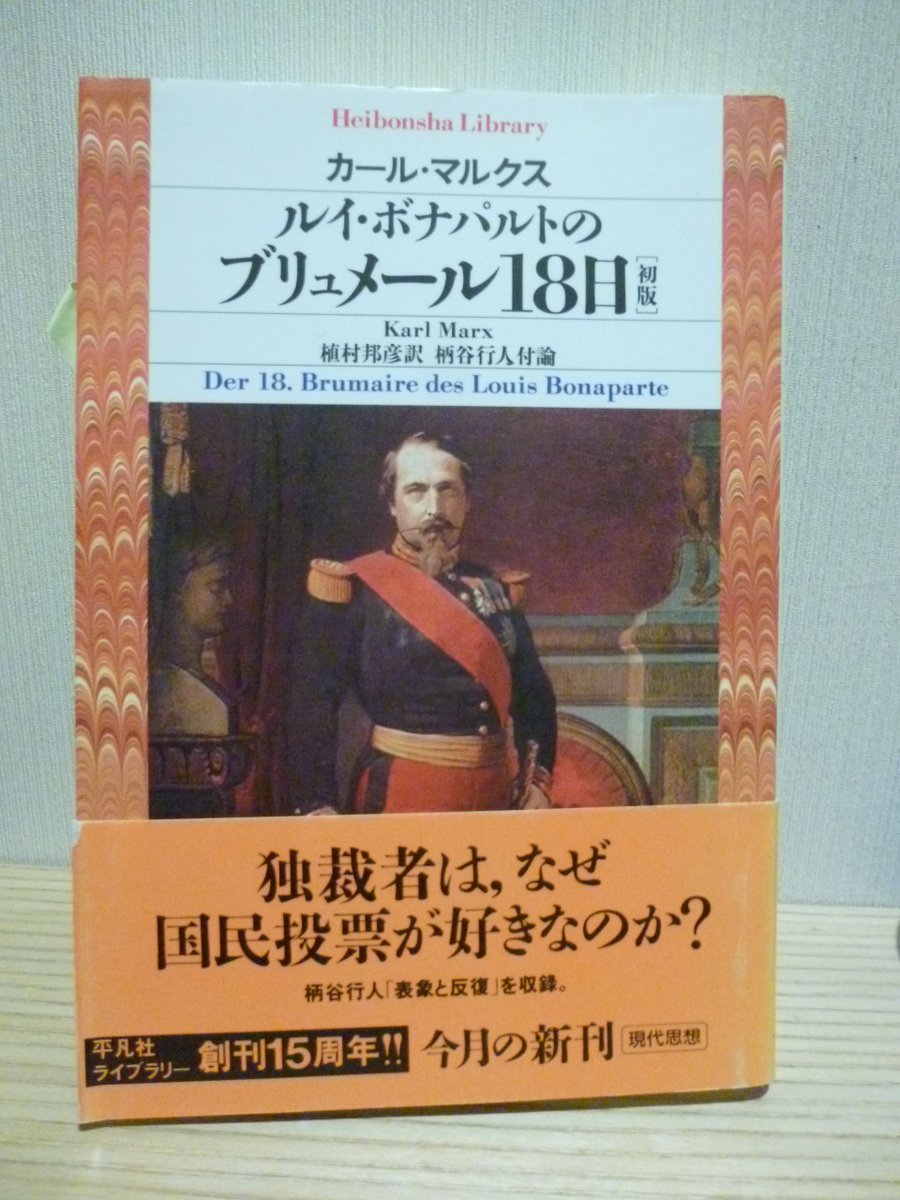 Heibonsha Library
カール・マルクス
ルイ・ボナパルトの
ブリュメール18日[初版]
Karl Marx
植村邦彦訳 柄谷行人付論
Der 18. Brumaire des Louis Bonaparte
独裁者は,なぜ
国民投票が好きなのか?
柄谷行人「表象と反復」を収録。
平凡社
ライブラリー 創刊15周年!! 今月の新刊 現代思想